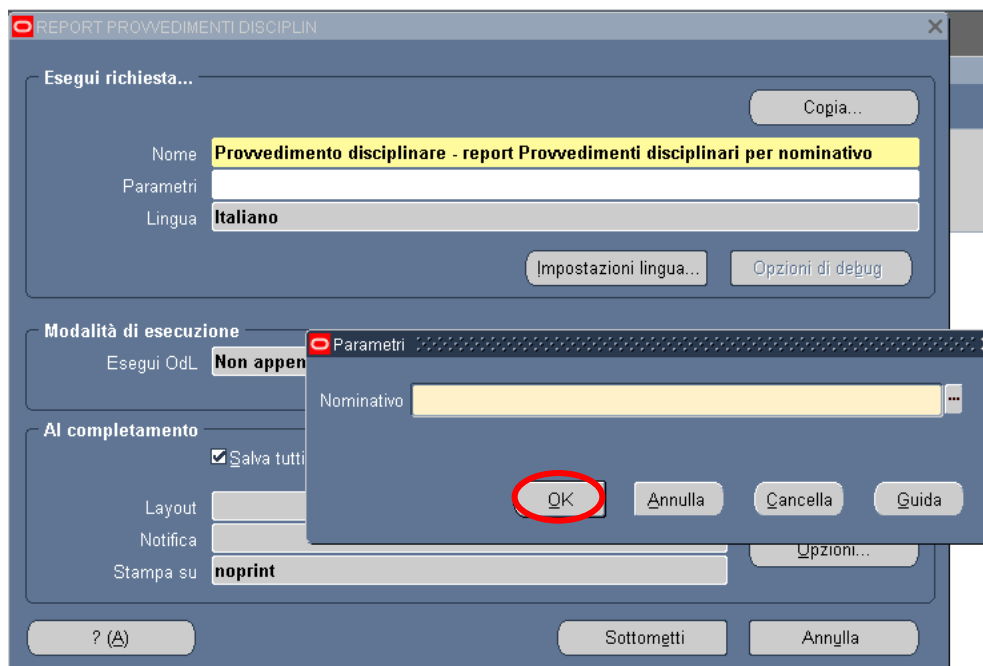 REPORT PROVVEDIMENTI DISCIPLIN
Esegui richiesta...
Copia...
Nome Provvedimento disciplinare - report Provvedimenti disciplinari per nominativo
Parametri
Lingua Italiano
Impostazioni lingua... Opzioni di debug
Modalità di esecuzione
Esegui OdL Non appen
Parametri
Nominativo ...
Al completamento
Salva tutti
OK Annulla Cancella Guida
Layout
Notifica
Opzioni...
Stampa su noprint
? (A) Sottometti Annulla